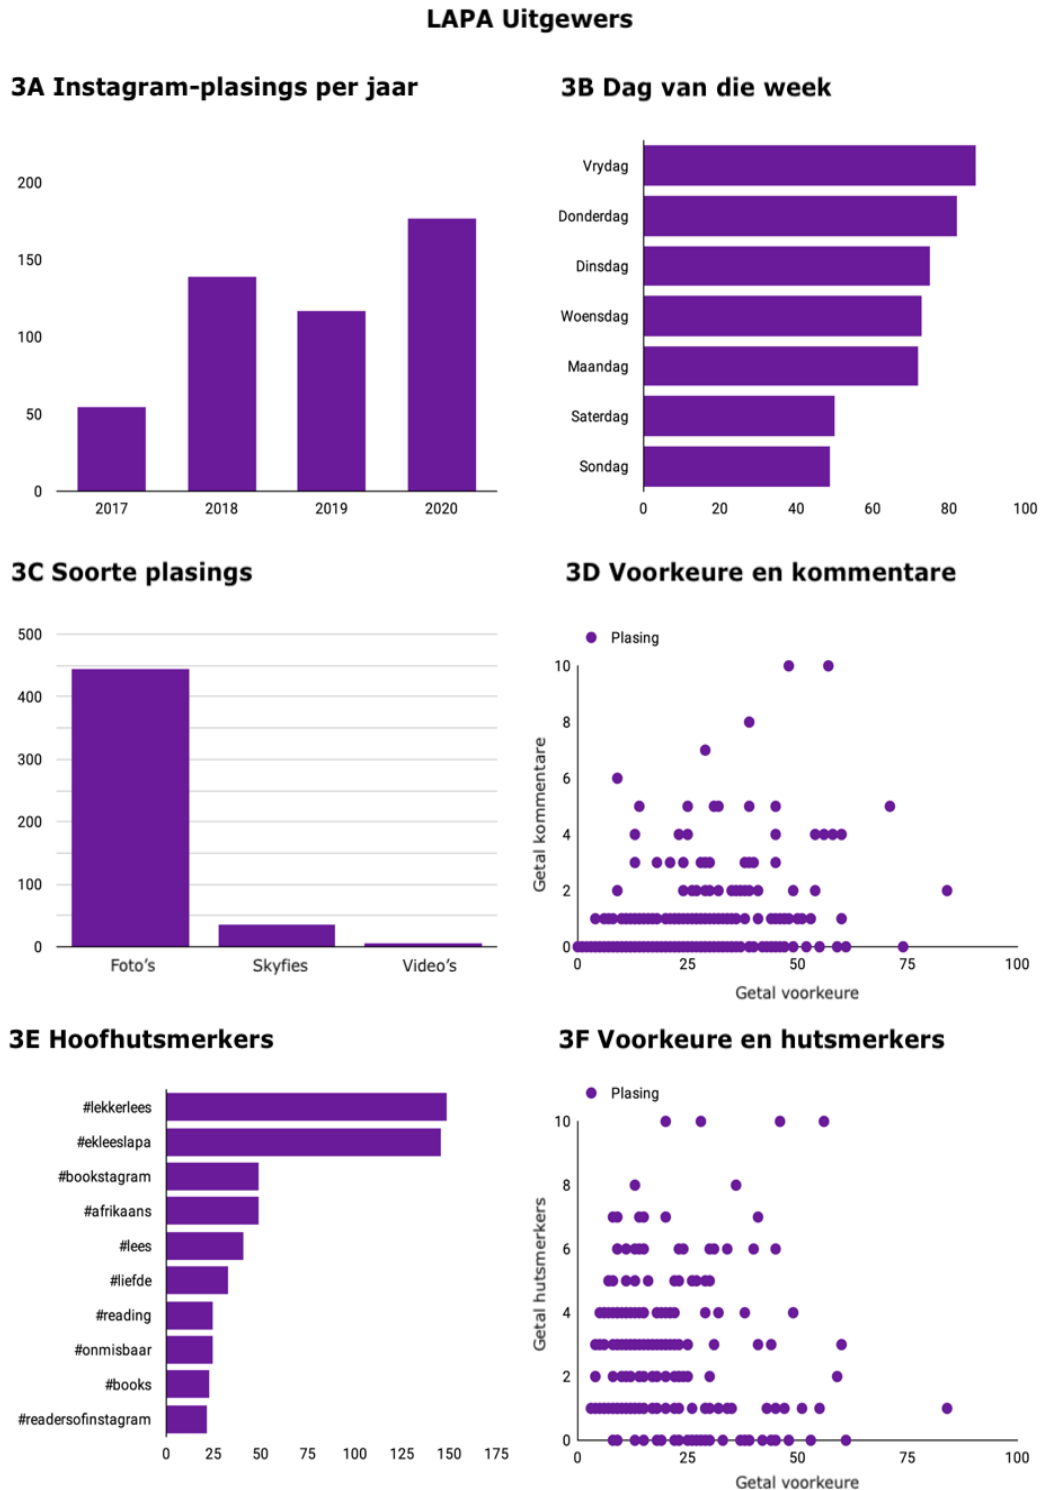 LAPA Uitgewers
3A Instagram-plasings per jaar
200
150
100
50
0
2017 2018 2019 2020
3B Dag van die week
Vrydag
Donderdag
Dinsdag
Woensdag
Maandag
Saterdag
Sondag
0 20 40 60 80 100
3C Soorte plasings
500
400
300
200
100
0
Foto's Skyfies Video's
3D Voorkeure en kommentare
Plasing
Getal kommentare
10
8
6
4
2
0
0 25 50 75 100
Getal voorkeure
3E Hoofhutsmerkers
#lekkerlees
#ekleeslapa
#bookstagram
#afrikaans
#lees
#liefde
#reading
#onmisbaar
#books
#readersofinstagram
0 25 50 75 100 125 150 175
3F Voorkeure en hutsmerkers
Plasing
Getal hutsmerkers
10
8
6
4
2
0
0 25 50 75 100
Getal voorkeure